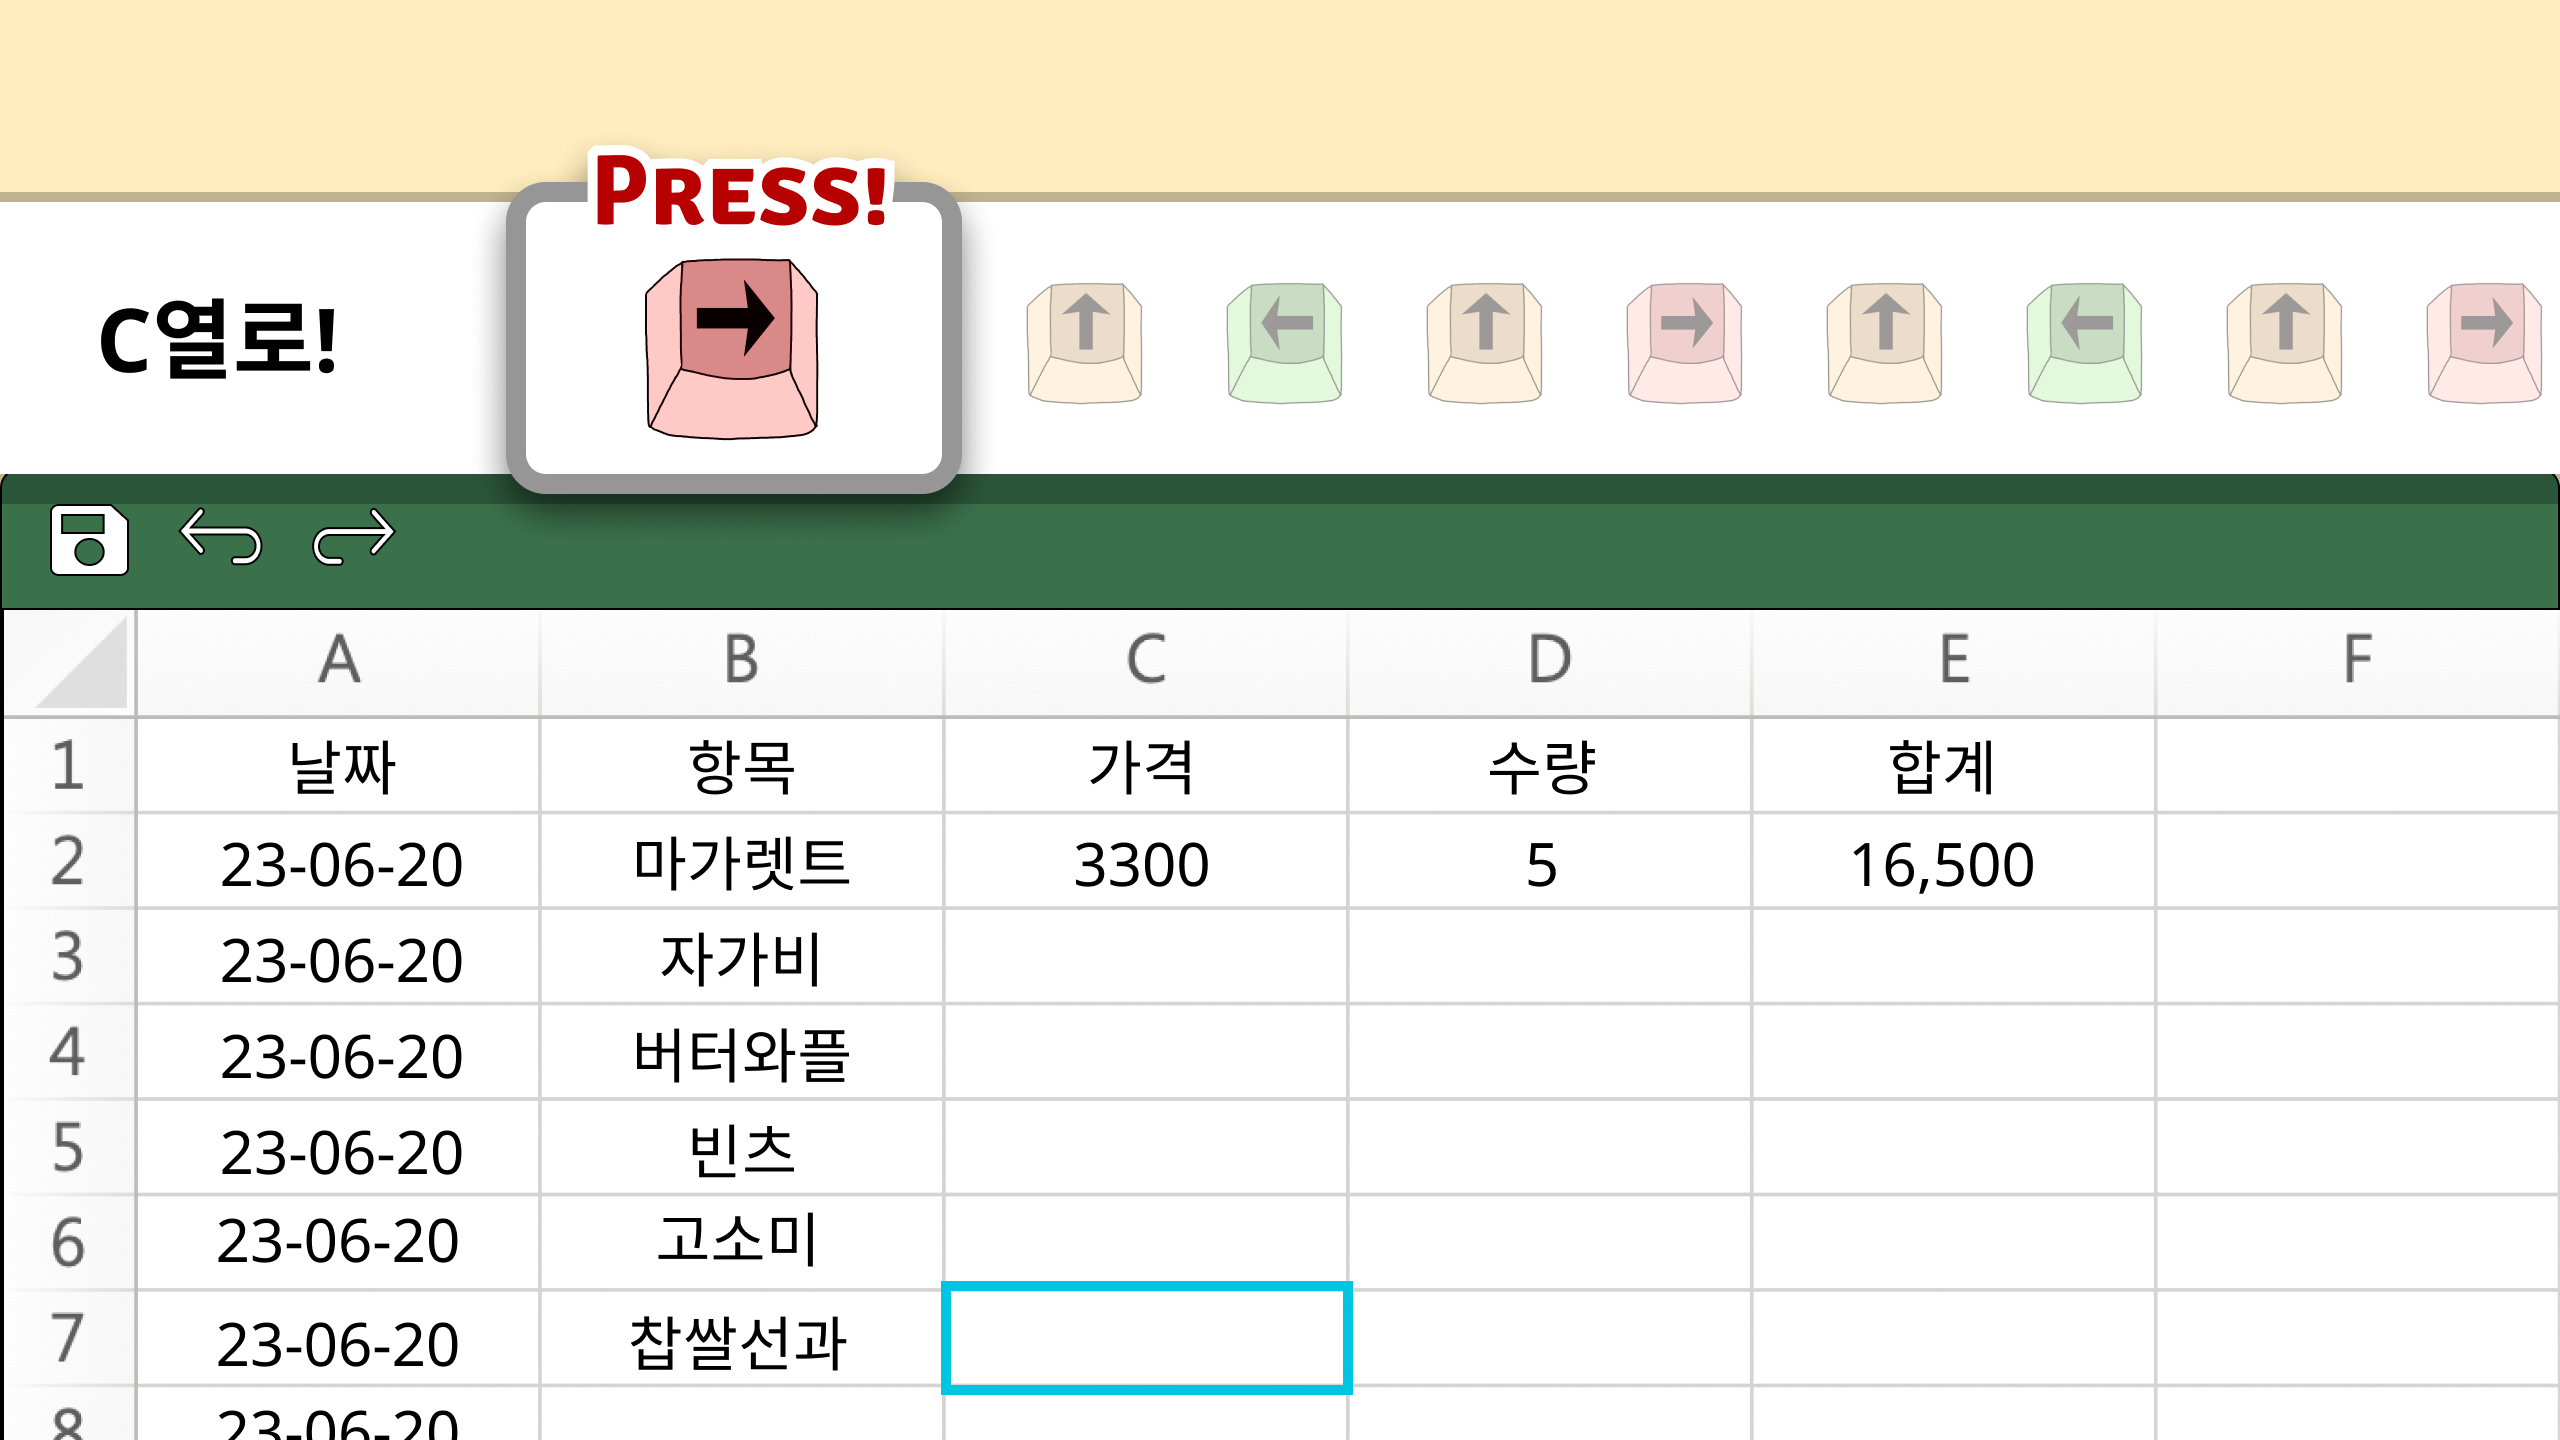 PRESS!
C열로!
A B C D E F
1 날짜 항목 가격 수량 합계
2 23-06-20 마가렛트 3300 5 16,500
3 23-06-20 자가비
4 23-06-20 버터와플
5 23-06-20 빈츠
6 23-06-20 고소미
7 23-06-20 찹쌀선과
8 23-06-20